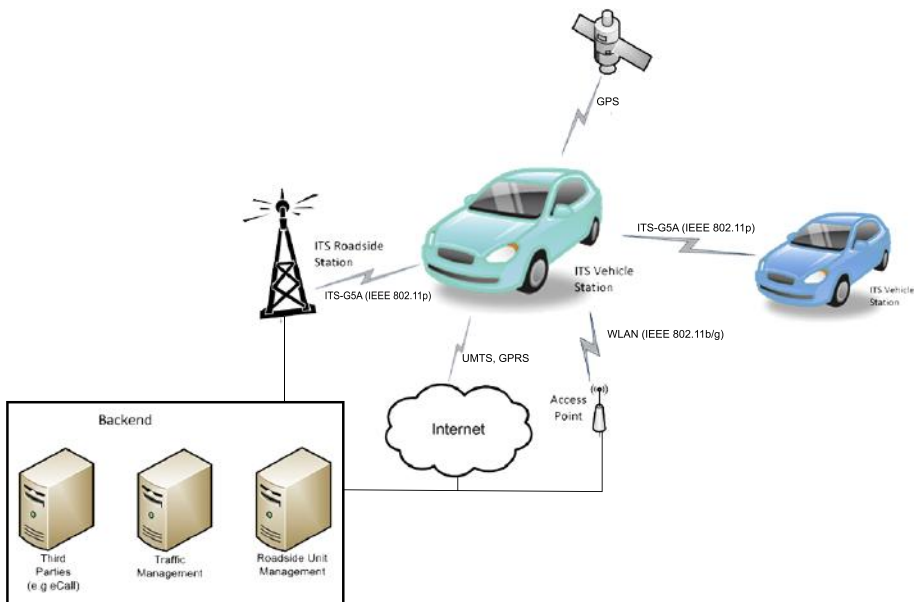 GPS
ITS-G5A (IEEE 802.11p)
ITS Roadside
Station
ITS-G5A (IEEE 802.11p)
ITS Vehicle
Station
ITS Vehicle
Station
WLAN (IEEE 802.11b/g)
UMTS, GPRS
Access
Point
Internet
Backend
Third
Parties
(e.g eCall)
Traffic
Management
Roadside Unit
Management